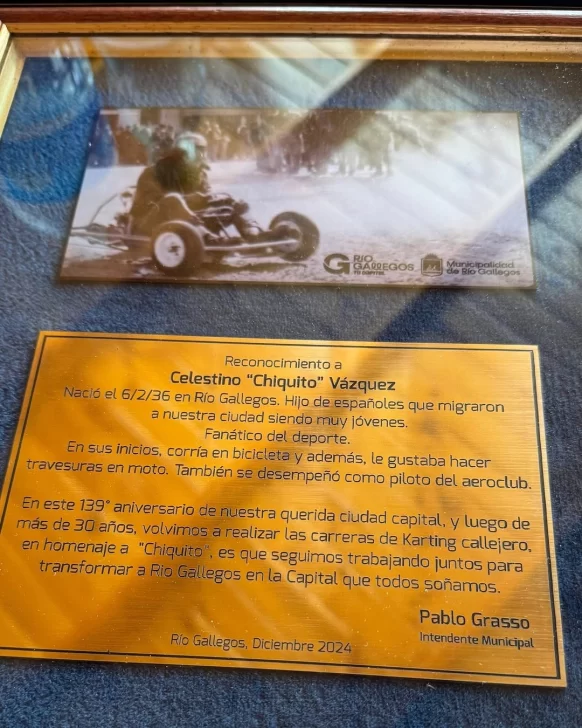 RIO
GALLEGOS
TU CAPITAL
Municipalidad
de Río Gallegos
Reconocimiento a
Celestino "Chiquito" Vázquez
Nació el 6/2/36 en Río Gallegos. Hijo de españoles que migraron
a nuestra ciudad siendo muy jóvenes.
Fanático del deporte.
En sus inicios, corría en bicicleta y además, le gustaba hacer
travesuras en moto. También se desempeñó como piloto del aeroclub.
En este 139° aniversario de nuestra querida ciudad capital, y luego de
más de 30 años, volvimos a realizar las carreras de Karting callejero,
en homenaje a "Chiquito", es que seguimos trabajando juntos para
transformar a Río Gallegos en la Capital que todos soñamos.
Pablo Grasso
Intendente Municipal
Río Gallegos, Diciembre 2024